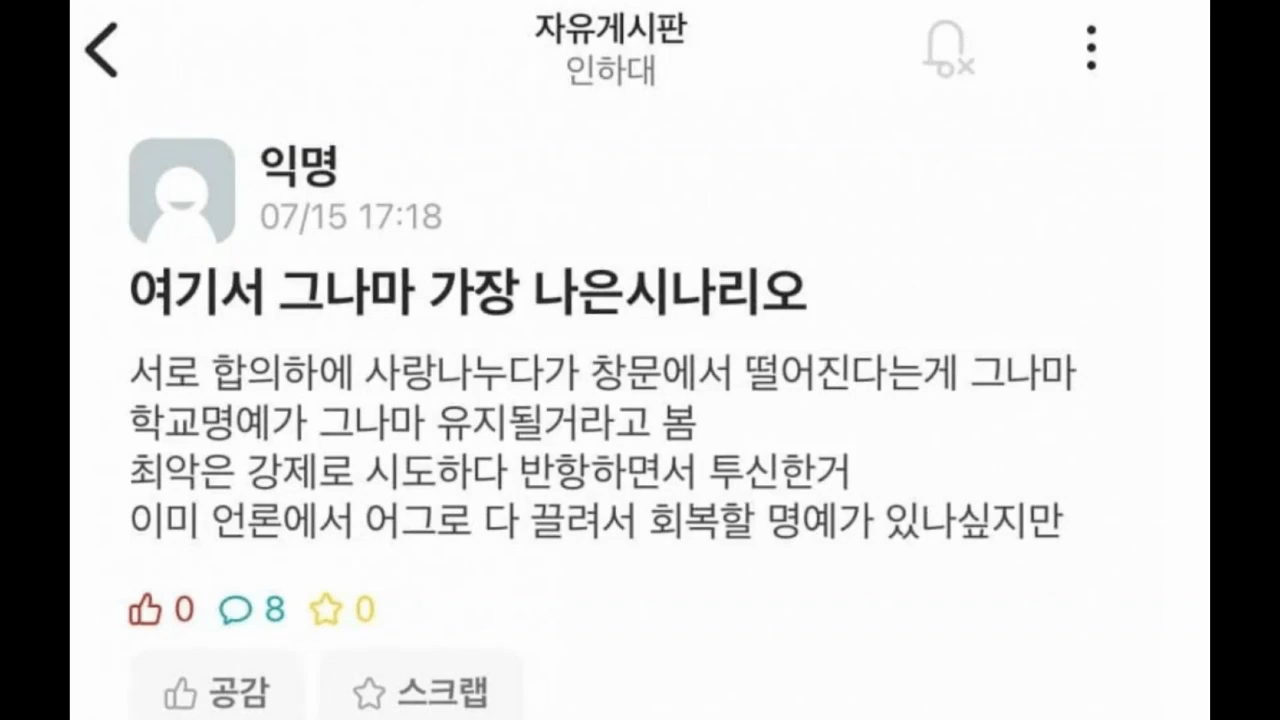 자유게시판
인하대
익명
07/15 17:18
여기서 그나마 가장 나은시나리오
서로 합의하에 사랑나누다가 창문에서 떨어진다는게 그나마
학교명예가 그나마 유지될거라고 봄
최악은 강제로 시도하다 반항하면서 투신한거
이미 언론에서 어그로 다 끌려서 회복할 명예가 있나싶지만
0 8 0
공감 스크랩